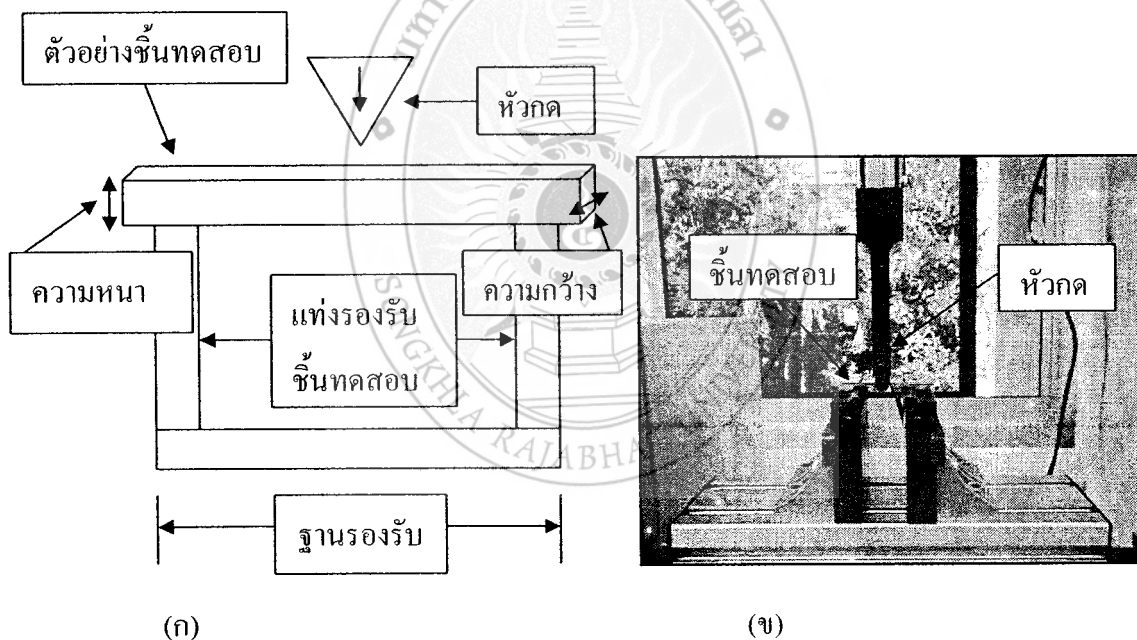 ตัวอย่างชิ้นทดสอบ
หัวกด
ความหนา
ความกว้าง
แท่งรองรับ
ชิ้นทดสอบ
ฐานรองรับ
(ก)
ชิ้นทดสอบ
หัวกด
(ข)
SONGKHLA RAJABHA